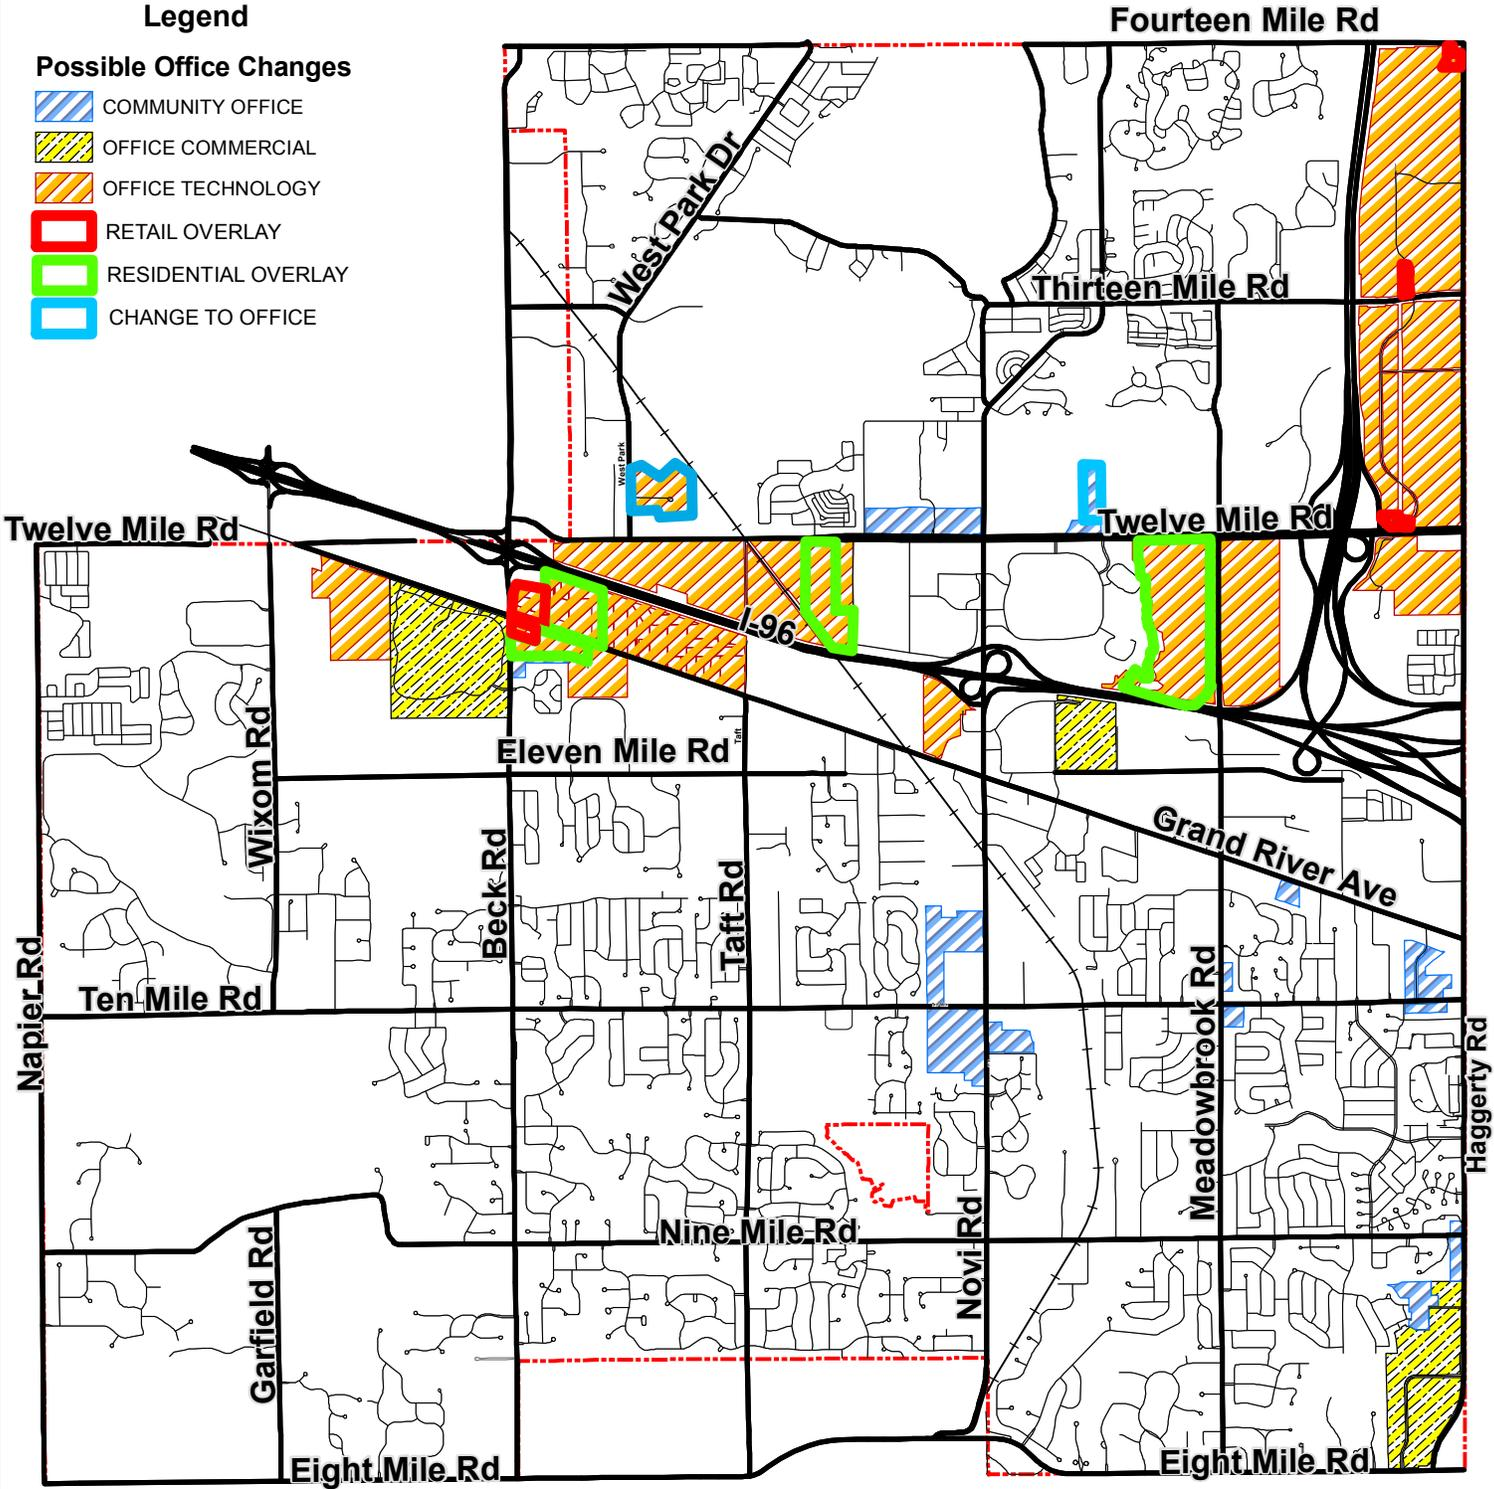 Legend
Possible Office Changes
COMMUNITY OFFICE
OFFICE COMMERCIAL
OFFICE TECHNOLOGY
RETAIL OVERLAY
RESIDENTIAL OVERLAY
CHANGE TO OFFICE
Fourteen Mile Rd
West Park Dr
Thirteen Mile Rd
West Park
Twelve Mile Rd
Twelve Mile Rd
I-96
Wixom Rd
Eleven Mile Rd
Taft
Grand River Ave
Beck Rd
Taft Rd
Napier Rd
Ten Mile Rd
Meadowbrook Rd
Haggerty Rd
Nine Mile Rd
Novi Rd
Garfield Rd
Eight Mile Rd
Eight Mile Rd